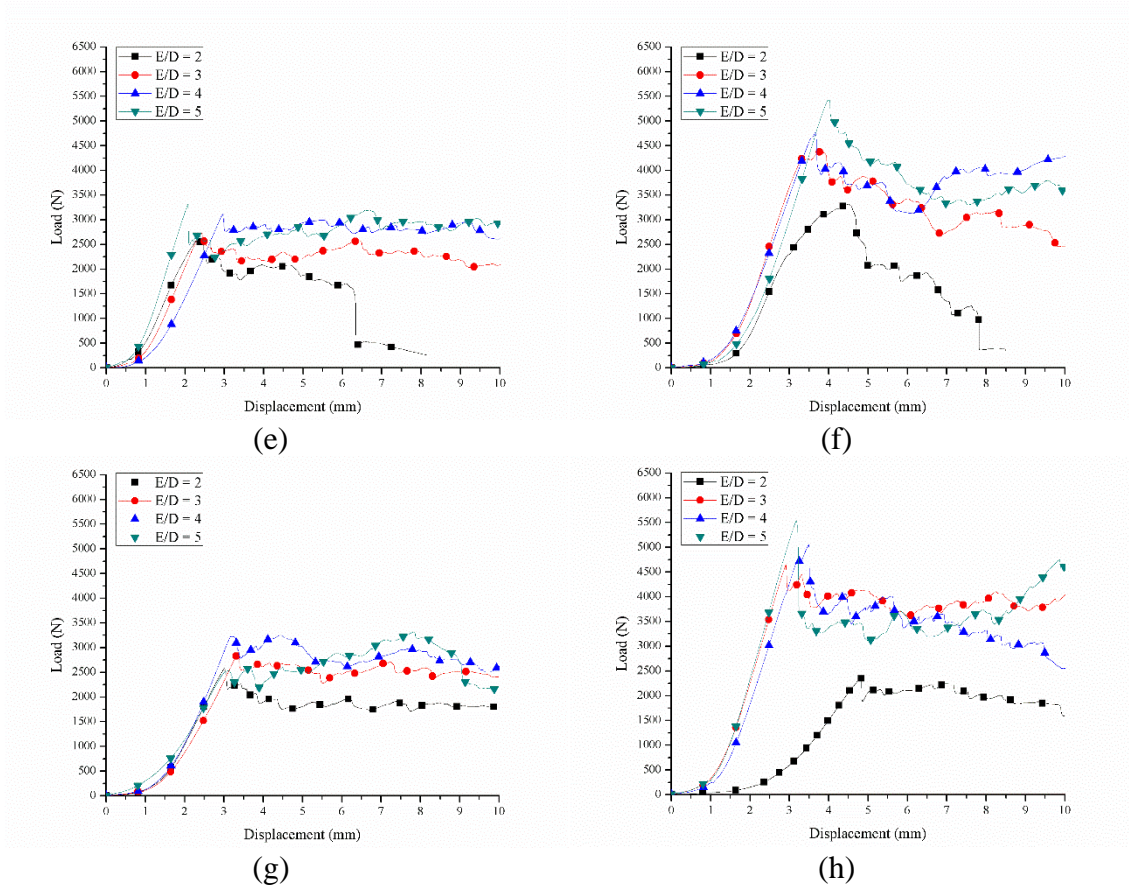 6500
6000
5500
5000
4500
4000
3500
3000
2500
2000
1500
1000
500
0
Load (N)
E/D = 2
E/D = 3
E/D = 4
E/D = 5
0 1 2 3 4 5 6 7 8 9 10
Displacement (mm)
(e)
6500
6000
5500
5000
4500
4000
3500
3000
2500
2000
1500
1000
500
0
Load (N)
E/D = 2
E/D = 3
E/D = 4
E/D = 5
0 1 2 3 4 5 6 7 8 9 10
Displacement (mm)
(f)
6500
6000
5500
5000
4500
4000
3500
3000
2500
2000
1500
1000
500
0
Load (N)
E/D = 2
E/D = 3
E/D = 4
E/D = 5
0 1 2 3 4 5 6 7 8 9 10
Displacement (mm)
(g)
6500
6000
5500
5000
4500
4000
3500
3000
2500
2000
1500
1000
500
0
Load (N)
E/D = 2
E/D = 3
E/D = 4
E/D = 5
0 1 2 3 4 5 6 7 8 9 10
Displacement (mm)
(h)